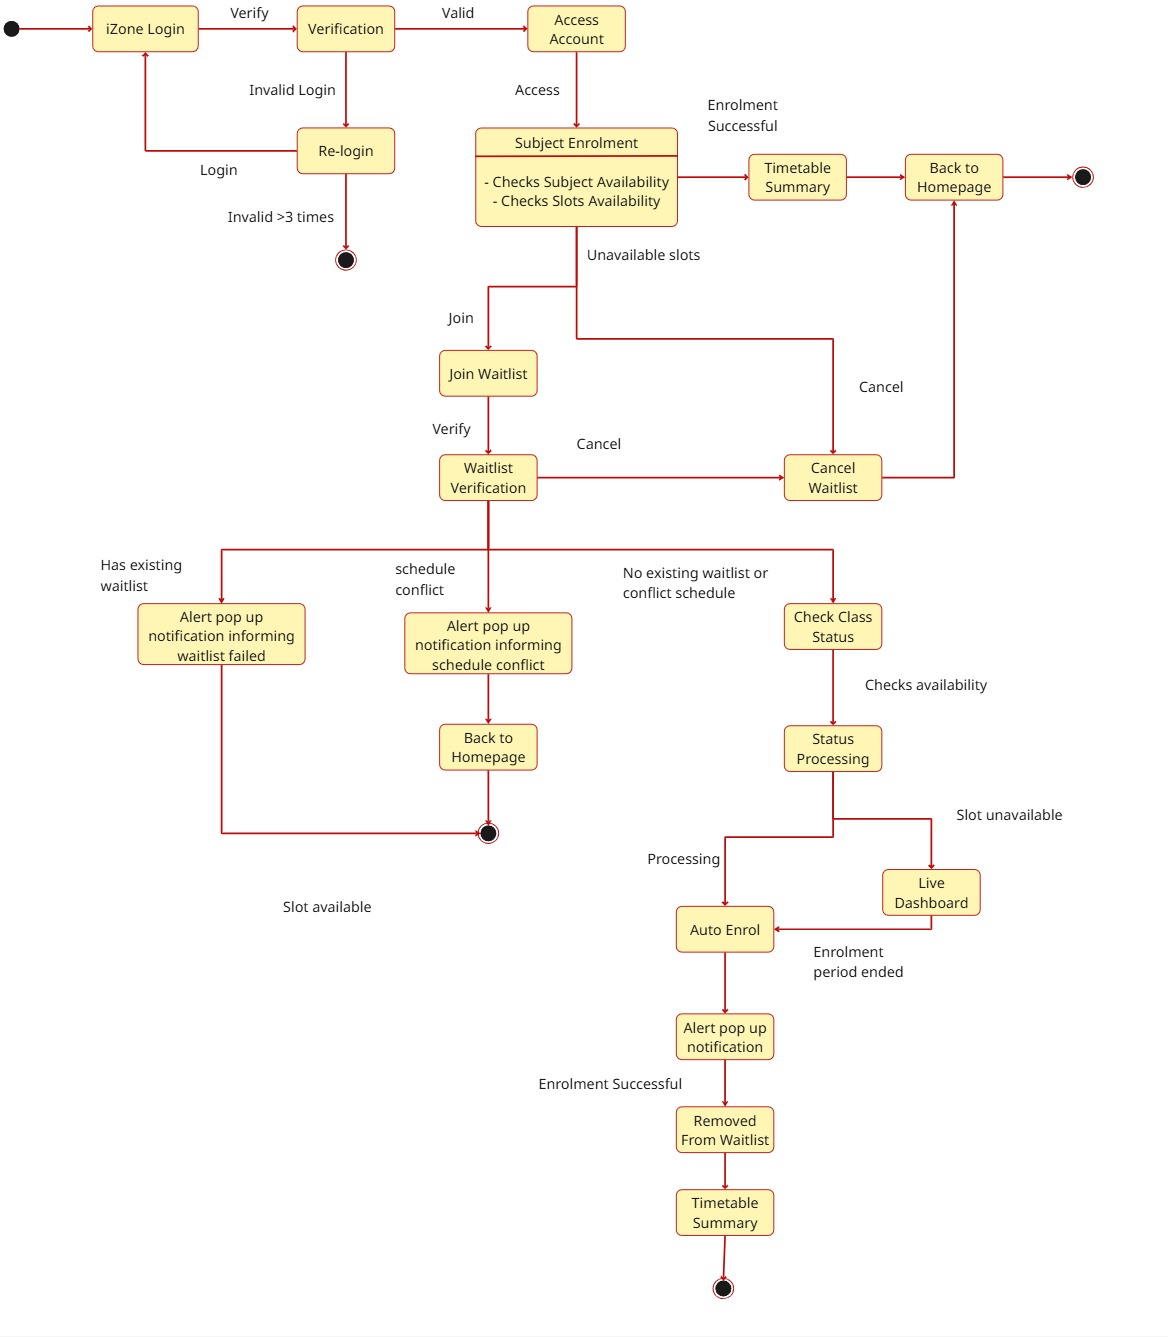 Verify
Valid
iZone Login
Verification
Access
Account
Invalid Login
Access
Enrolment
Successful
Re-login
Login
Subject Enrolment
- Checks Subject Availability
- Checks Slots Availability
Timetable
Summary
Back to
Homepage
Invalid >3 times
Unavailable slots
Join
Join Waitlist
Cancel
Verify
Cancel
Waitlist
Verification
Cancel
Waitlist
Has existing
waitlist
schedule
conflict
No existing waitlist or
conflict schedule
Alert pop up
notification informing
waitlist failed
Alert pop up
notification informing
schedule conflict
Check Class
Status
Checks availability
Back to
Homepage
Status
Processing
Slot unavailable
Processing
Live
Dashboard
Slot available
Auto Enrol
Enrolment
period ended
Alert pop up
notification
Enrolment Successful
Removed
From Waitlist
Timetable
Summary